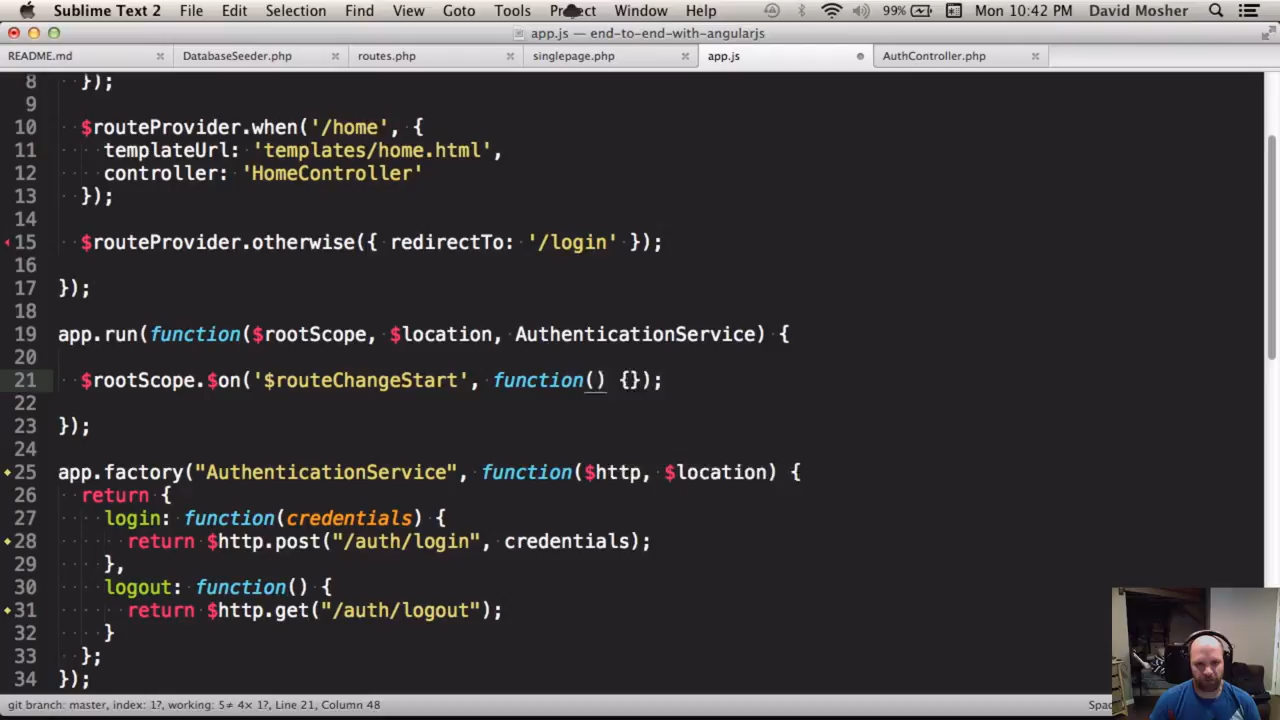 Sublime Text 2 File Edit Selection Find View Goto Tools Project Window Help 99% Mon 10:42 PM David Mosher
app.js — end-to-end-with-angularjs
README.md DatabaseSeeder.php routes.php singlepage.php app.js AuthController.php
8 });
9
10 $routeProvider.when('/home', {
11 templateUrl: 'templates/home.html',
12 controller: 'HomeController'
13 });
14
15 $routeProvider.otherwise({ redirectTo: '/login' });
16
17 });
18
19 app.run(function($rootScope, $location, AuthenticationService) {
20
21 $rootScope.$on('$routeChangeStart', function() {});
22
23 });
24
25 app.factory("AuthenticationService", function($http, $location) {
26 return {
27 login: function(credentials) {
28 return $http.post("/auth/login", credentials);
29 },
30 logout: function() {
31 return $http.get("/auth/logout");
32 }
33 };
34 });
git branch: master, index: 1?, working: 5≠ 4× 1?, Line 21, Column 48